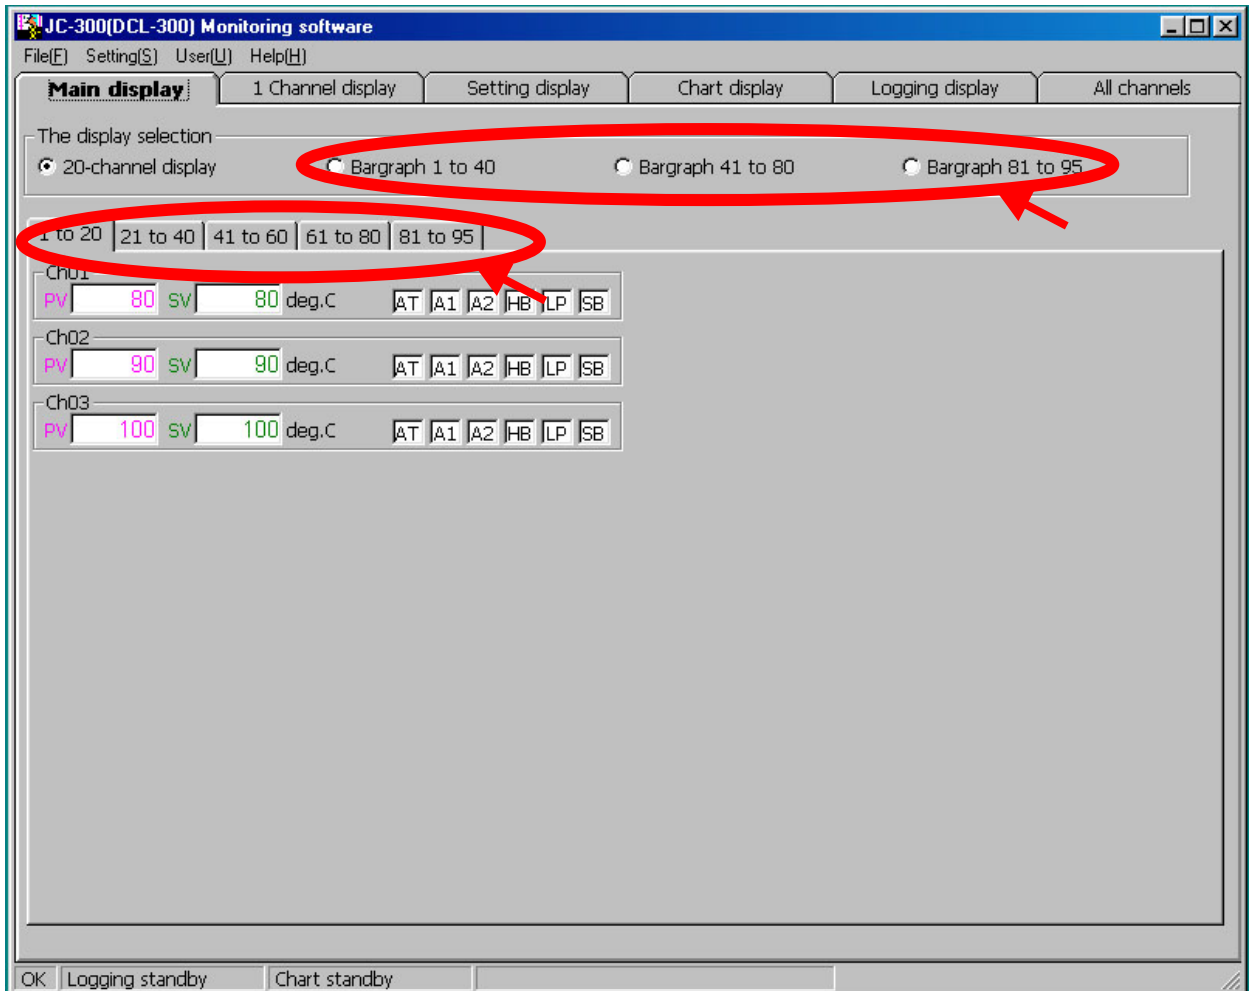 JC-300(DCL-300) Monitoring software
File(F) Setting(S) User(U) Help(H)
Main display 1 Channel display Setting display Chart display Logging display All channels
The display selection
20-channel display Bargraph 1 to 40 Bargraph 41 to 80 Bargraph 81 to 95
1 to 20 21 to 40 41 to 60 61 to 80 81 to 95
Ch01
PV 80 SV 80 deg.C AT A1 A2 HB LP SB
Ch02
PV 90 SV 90 deg.C AT A1 A2 HB LP SB
Ch03
PV 100 SV 100 deg.C AT A1 A2 HB LP SB
OK Logging standby Chart standby